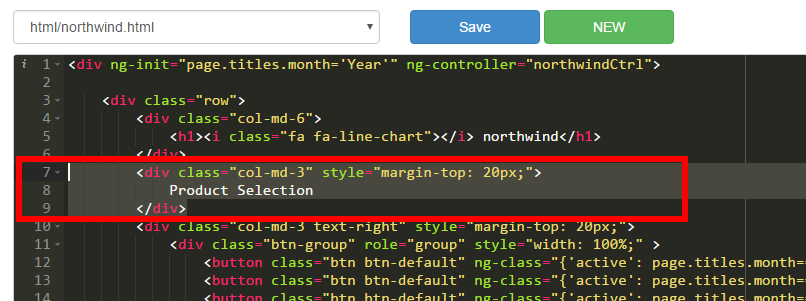 html/northwind.html Save NEW
i 1 <div ng-init="page.titles.month='Year'" ng-controller="northwindCtrl">
2
3 <div class="row">
4 <div class="col-md-6">
5 <h1><i class="fa fa-line-chart"></i> northwind</h1>
6 </div>
7 <div class="col-md-3" style="margin-top: 20px;">
8 Product Selection
9 </div>
10 <div class="col-md-3 text-right" style="margin-top: 20px;">
11 <div class="btn-group" role="group" style="width: 100%;" >
12 <button class="btn btn-default" ng-class="{'active': page.titles.month==
13 <button class="btn btn-default" ng-class="{'active': page.titles.month==
14 <button class="btn btn-default" ng-class="{'active': page.titles.month==